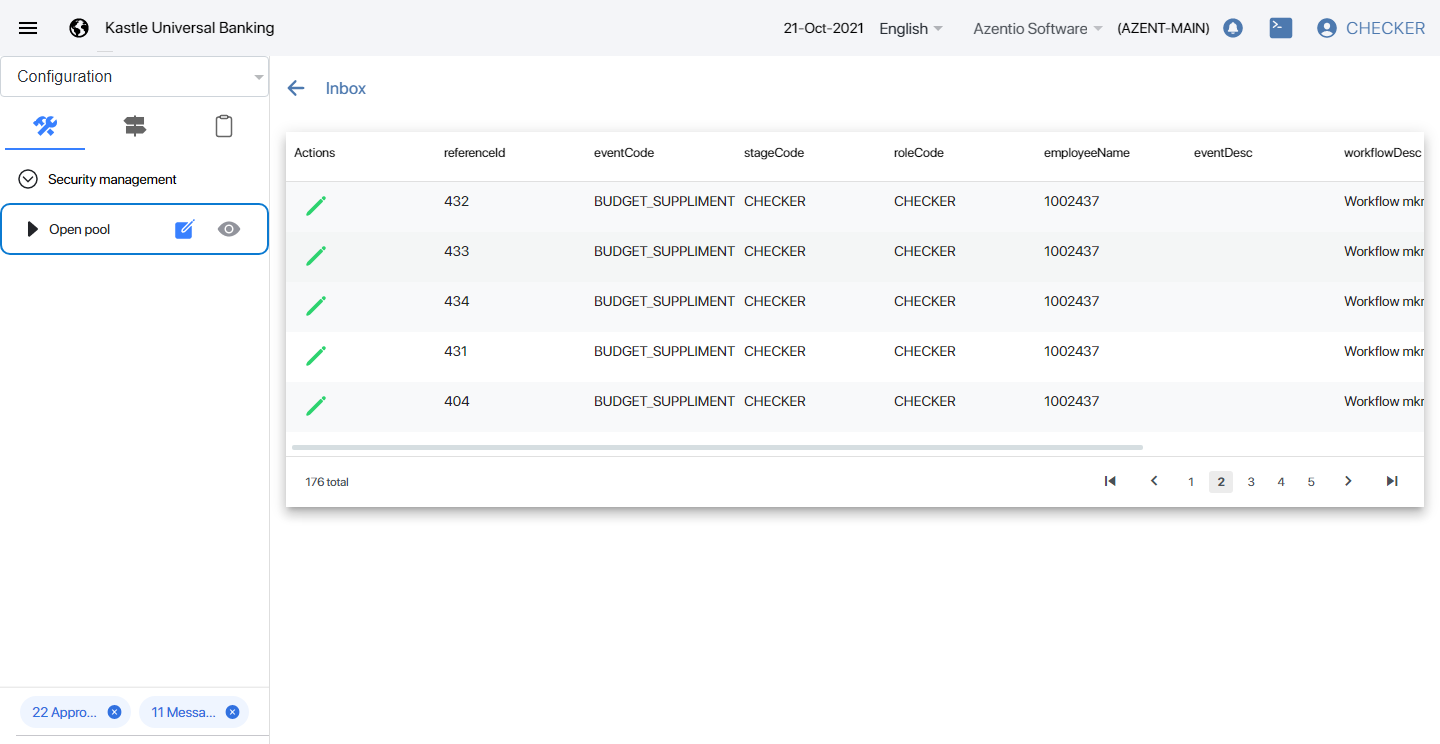 Kastle Universal Banking 21-Oct-2021 English Azentio Software (AZENT-MAIN) CHECKER
Configuration
Inbox
Security management
Open pool
Actions referenceId eventCode stageCode roleCode employeeName eventDesc workflowDesc
432 BUDGET_SUPPLIMENT CHECKER CHECKER 1002437 Workflow mkr
433 BUDGET_SUPPLIMENT CHECKER CHECKER 1002437 Workflow mkr
434 BUDGET_SUPPLIMENT CHECKER CHECKER 1002437 Workflow mkr
431 BUDGET_SUPPLIMENT CHECKER CHECKER 1002437 Workflow mkr
404 BUDGET_SUPPLIMENT CHECKER CHECKER 1002437 Workflow mkr
176 total 1 2 3 4 5
22 Appro... 11 Messa...